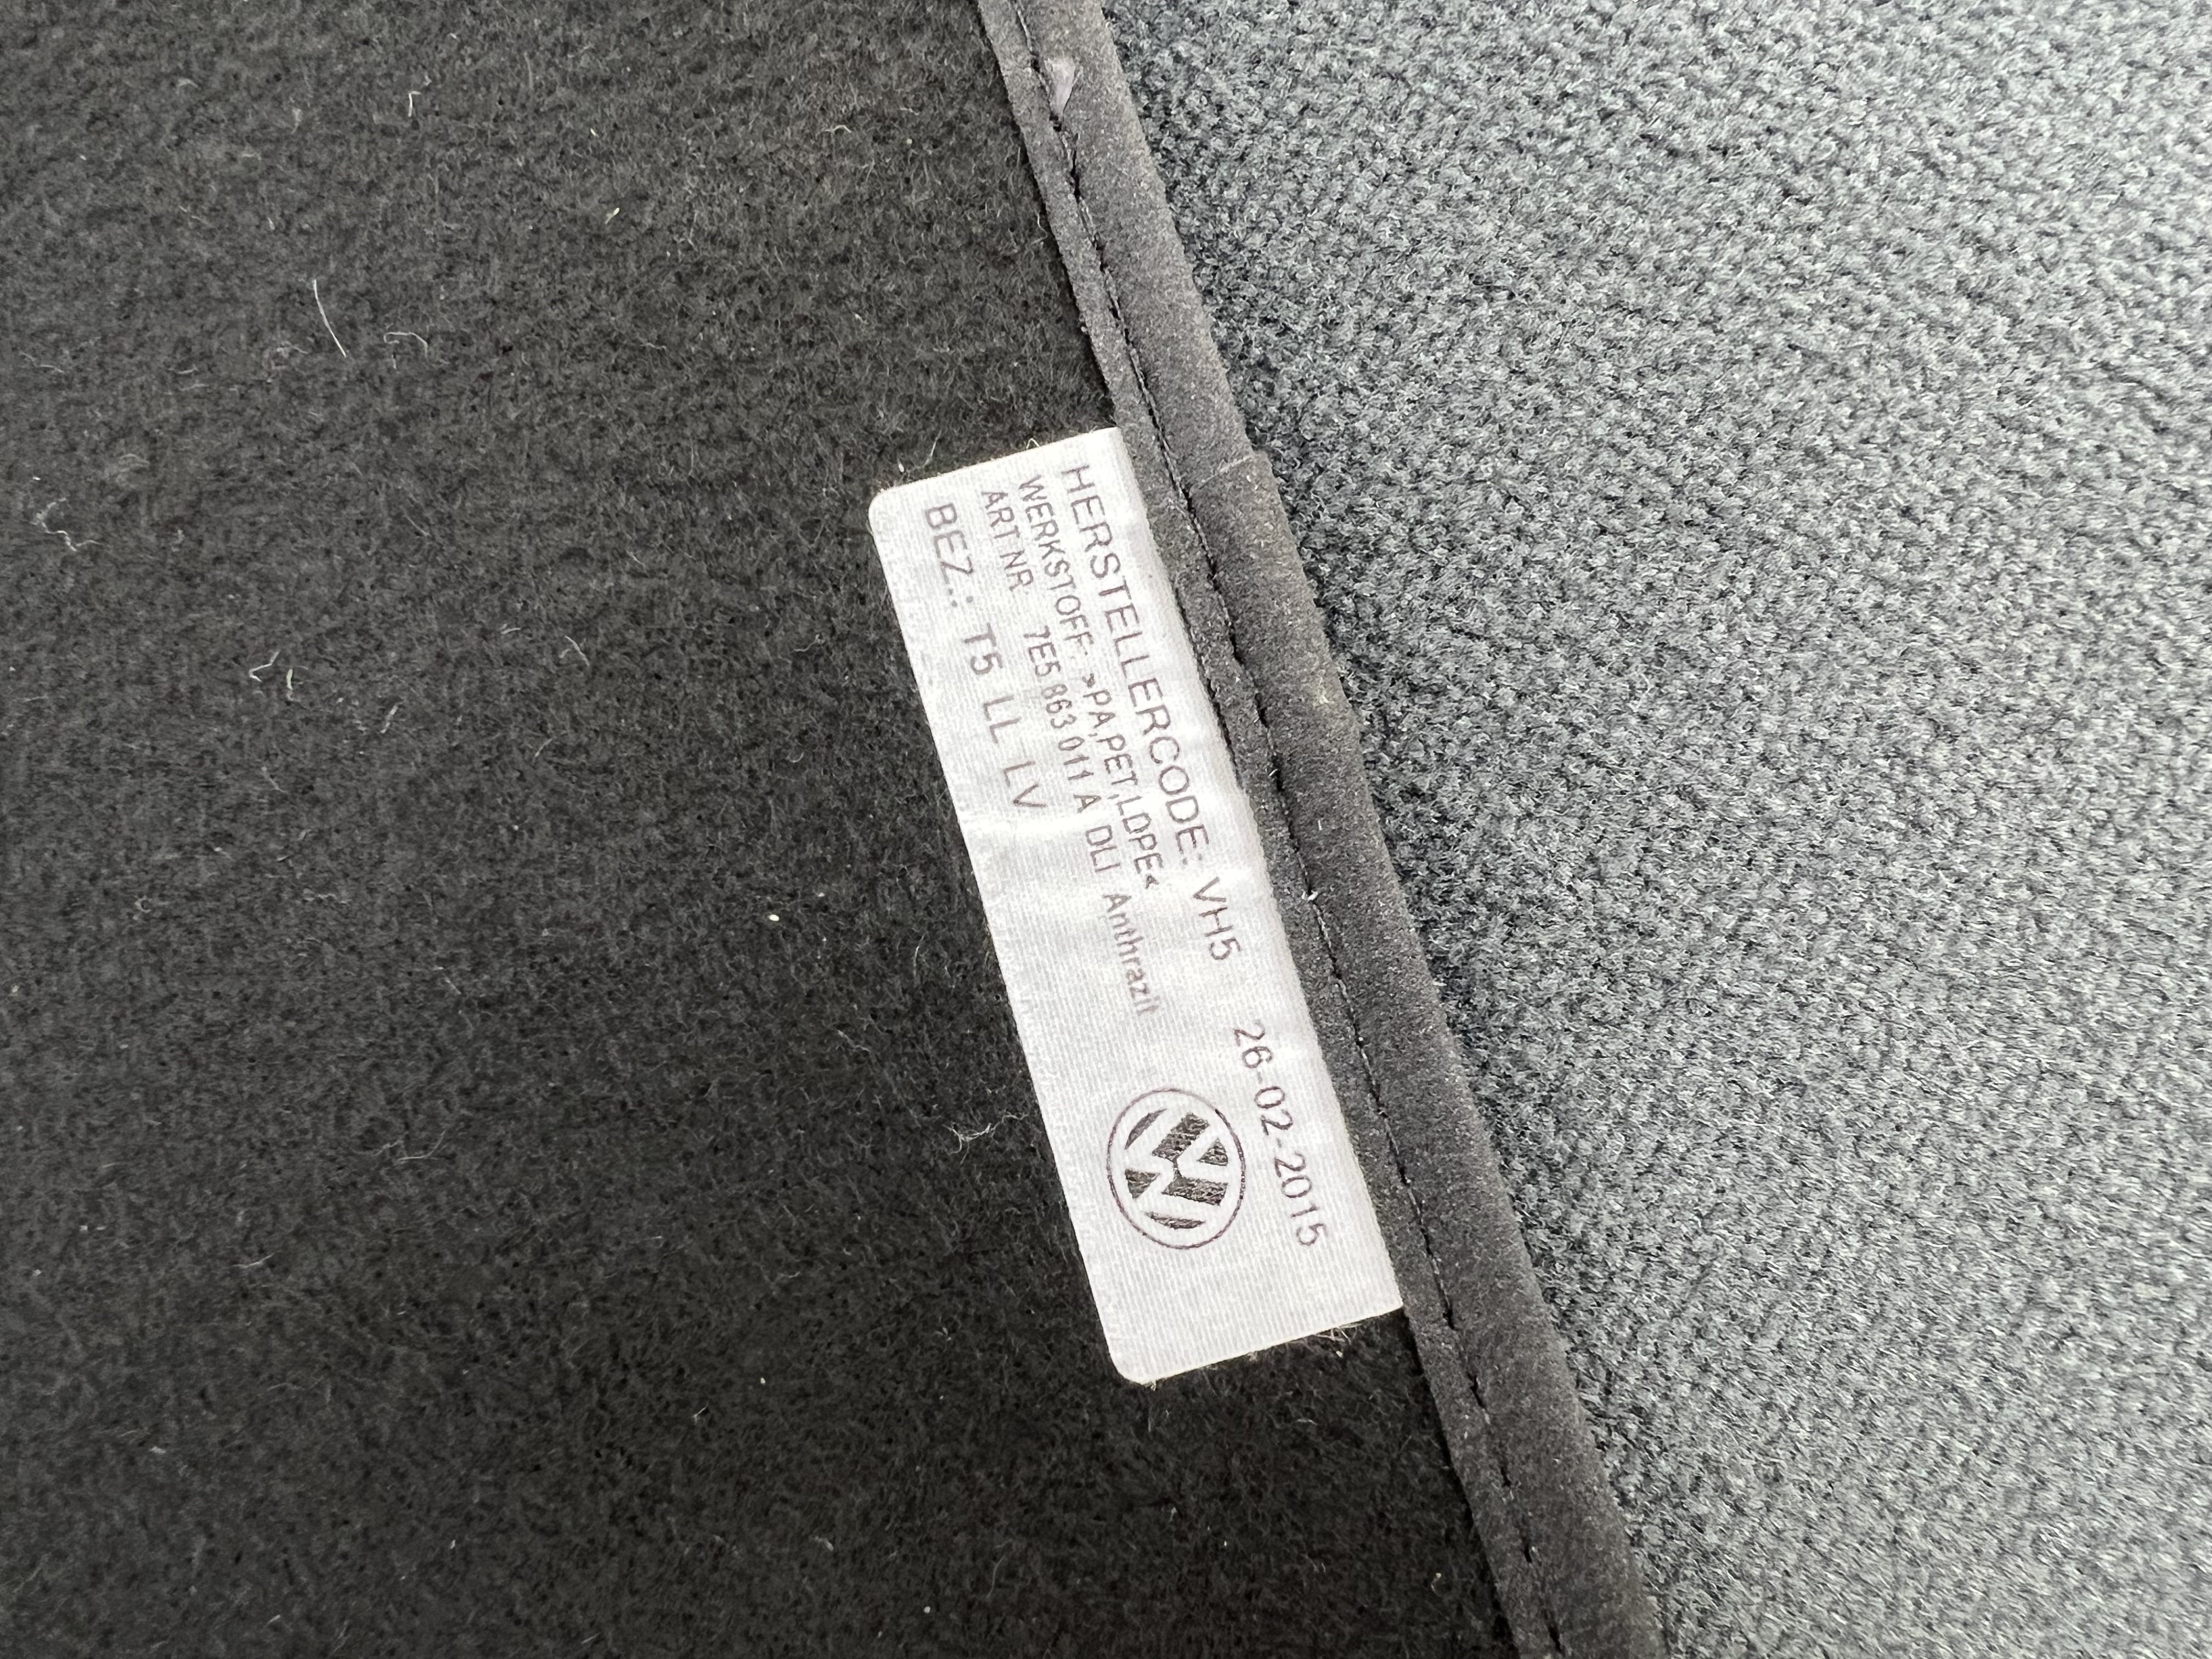 HERSTELLERCODE: VH5 26-02-2015
WERKSTOFF: >PA,PET,LDPE<
ART NR 7E5 863 011 A DLI Anthrazit
BEZ.: T5 LL LV
VW